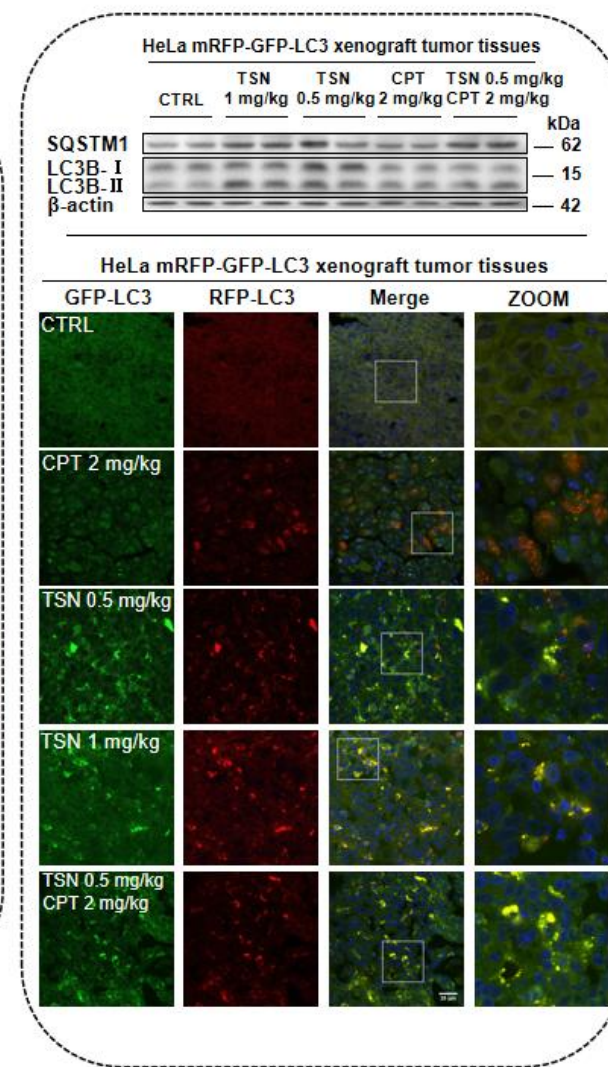 HeLa mRFP-GFP-LC3 xenograft tumor tissues
CTRL
TSN 1 mg/kg
TSN 0.5 mg/kg
CPT 2 mg/kg
TSN 0.5 mg/kg CPT 2 mg/kg
kDa
SQSTM1 62
LC3B-I
15
LC3B-II
β-actin 42
HeLa mRFP-GFP-LC3 xenograft tumor tissues
GFP-LC3 RFP-LC3 Merge ZOOM
CTRL
CPT 2 mg/kg
TSN 0.5 mg/kg
TSN 1 mg/kg
TSN 0.5 mg/kg
CPT 2 mg/kg